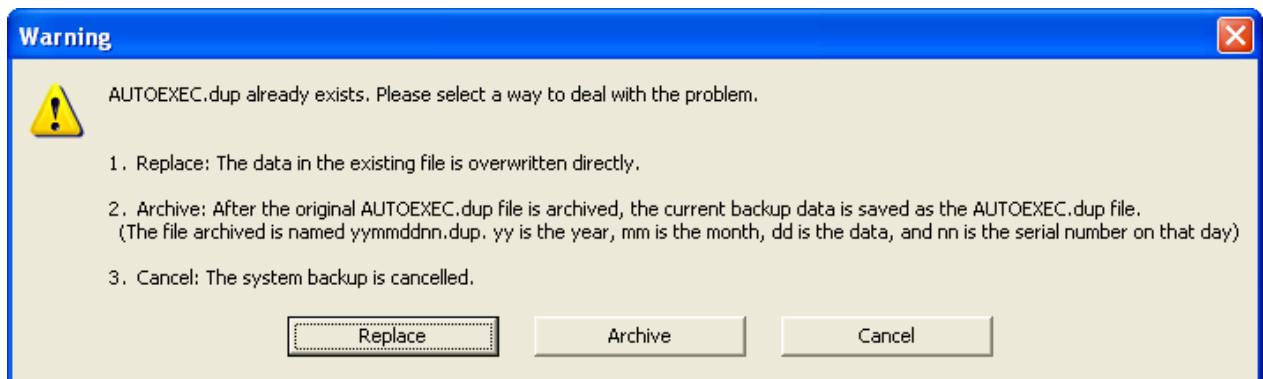 Warning
AUTOEXEC.dup already exists. Please select a way to deal with the problem.
1. Replace: The data in the existing file is overwritten directly.
2. Archive: After the original AUTOEXEC.dup file is archived, the current backup data is saved as the AUTOEXEC.dup file.
(The file archived is named yymmddnn.dup. yy is the year, mm is the month, dd is the data, and nn is the serial number on that day)
3. Cancel: The system backup is cancelled.
Replace Archive Cancel